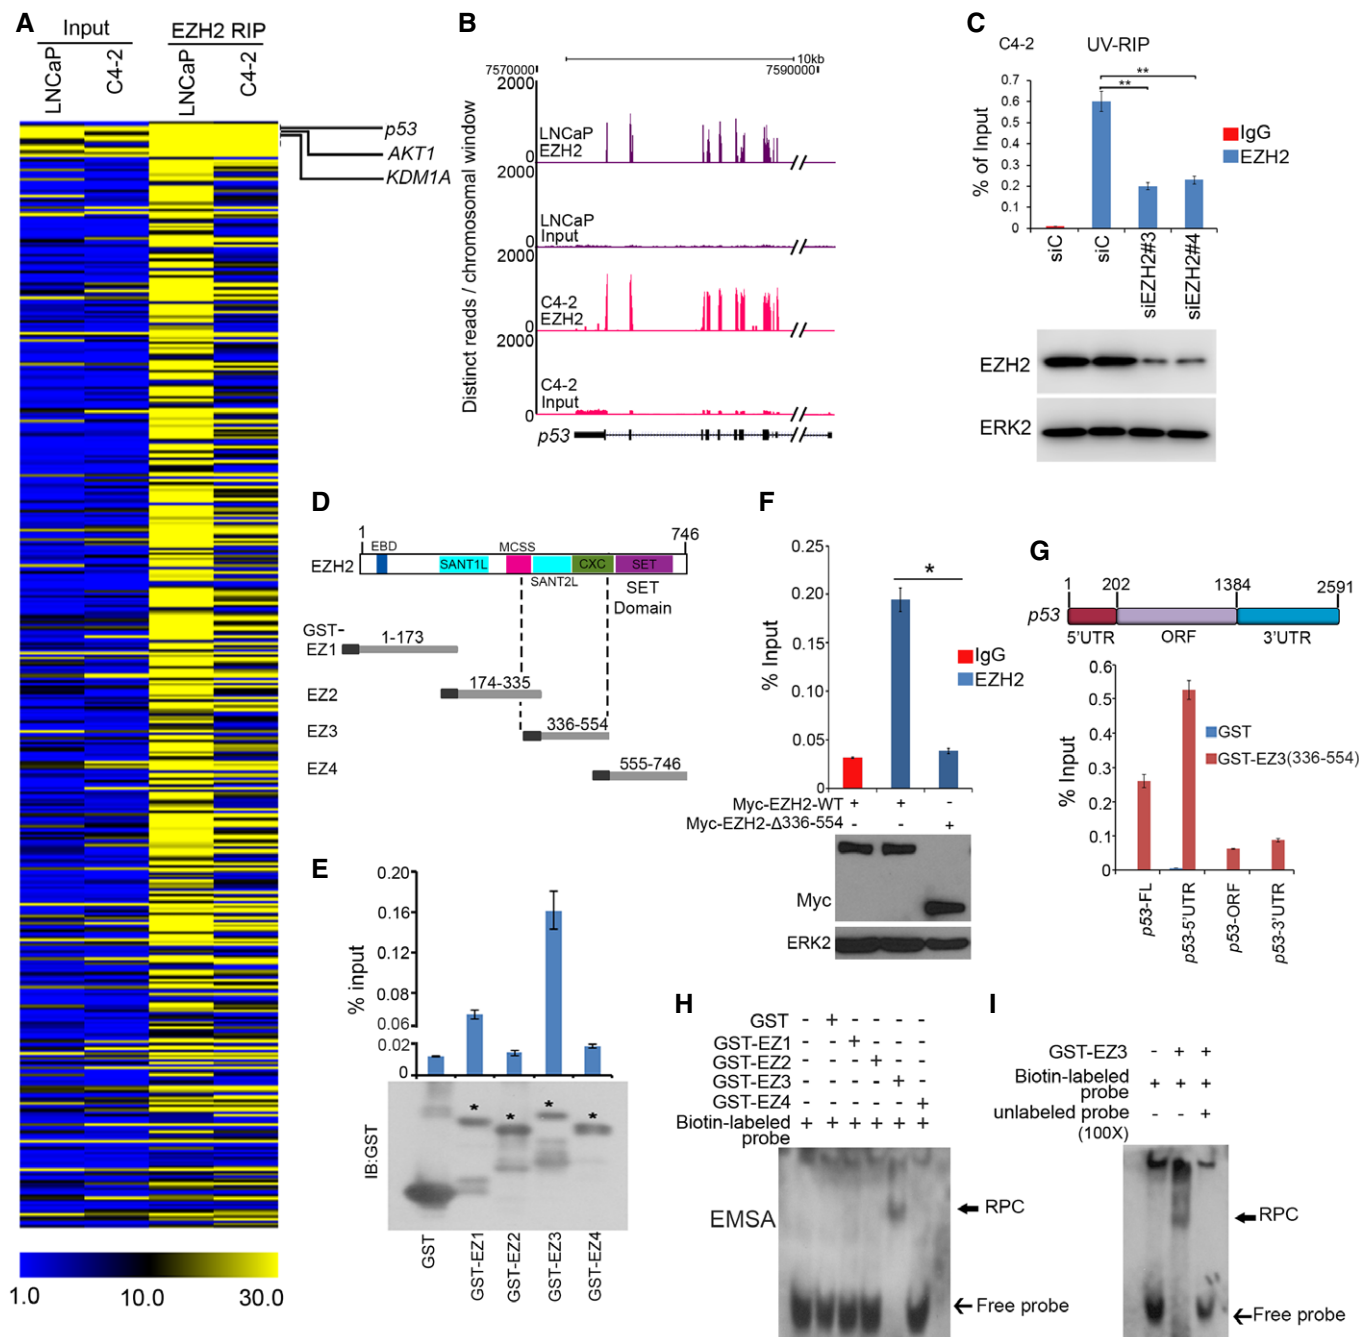 A
Input
EZH2 RIP
LNCaP
C4-2
LNCaP
C4-2
p53
AKT1
KDM1A
1.0
10.0
30.0
B
10kb
7570000
7590000
Distinct reads / chromosomal window
2000
LNCaP
EZH2
0
2000
LNCaP
Input
0
2000
C4-2
EZH2
0
2000
C4-2
Input
0
p53
C
C4-2
UV-RIP
% of Input
0.7
0.6
0.5
0.4
0.3
0.2
0.1
0
**
**
IgG
EZH2
siC
siC
siEZH2#3
siEZH2#4
EZH2
ERK2
D
1
746
EBD
MCSS
EZH2
SANT1L
CXC
SET
SANT2L
SET
Domain
GST-
EZ1
1-173
EZ2
174-335
EZ3
336-554
EZ4
555-746
E
% input
0.20
0.16
0.12
0.08
0.06
0.02
0
IB:GST
*
*
*
*
GST
GST-EZ1
GST-EZ2
GST-EZ3
GST-EZ4
F
% Input
0.25
0.20
0.15
0.10
0.05
0
*
IgG
EZH2
Myc-EZH2-WT + + -
Myc-EZH2-Δ336-554 - - +
Myc
ERK2
G
1
202
1384
2591
p53
5'UTR
ORF
3'UTR
% Input
0.6
0.5
0.3
0.2
0.1
0
GST
GST-EZ3(336-554)
p53-FL
p53-5'UTR
p53-ORF
p53-3'UTR
H
GST - + - - - -
GST-EZ1 - - + - - -
GST-EZ2 - - - + - -
GST-EZ3 - - - - + -
GST-EZ4 - - - - - +
Biotin-labeled + + + + + +
probe
EMSA
RPC
Free probe
I
GST-EZ3 - + +
Biotin-labeled + + +
probe
unlabeled probe - - +
(100X)
RPC
Free probe